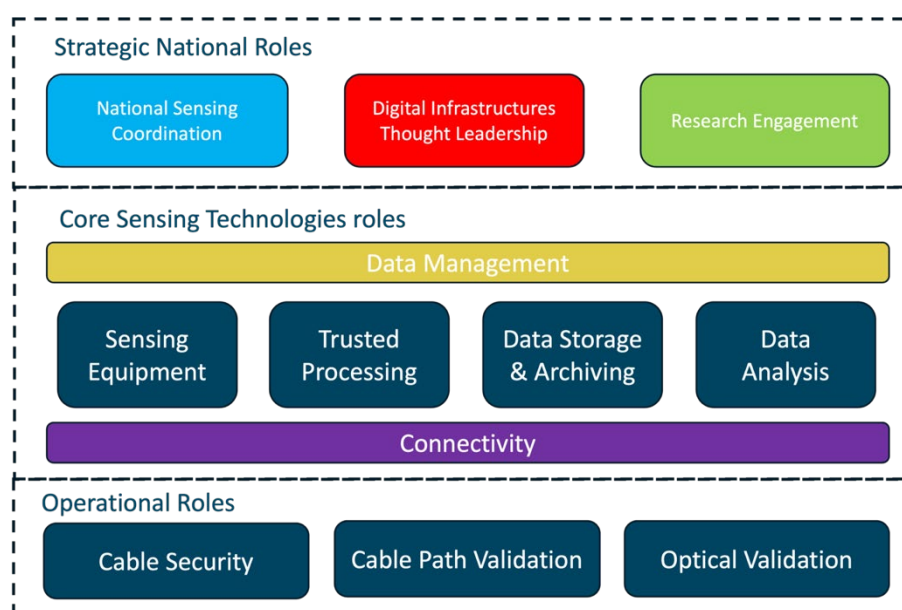 Strategic National Roles
National Sensing
Coordination
Digital Infrastructures
Thought Leadership
Research Engagement
Core Sensing Technologies roles
Data Management
Sensing
Equipment
Trusted
Processing
Data Storage
& Archiving
Data
Analysis
Connectivity
Operational Roles
Cable Security
Cable Path Validation
Optical Validation